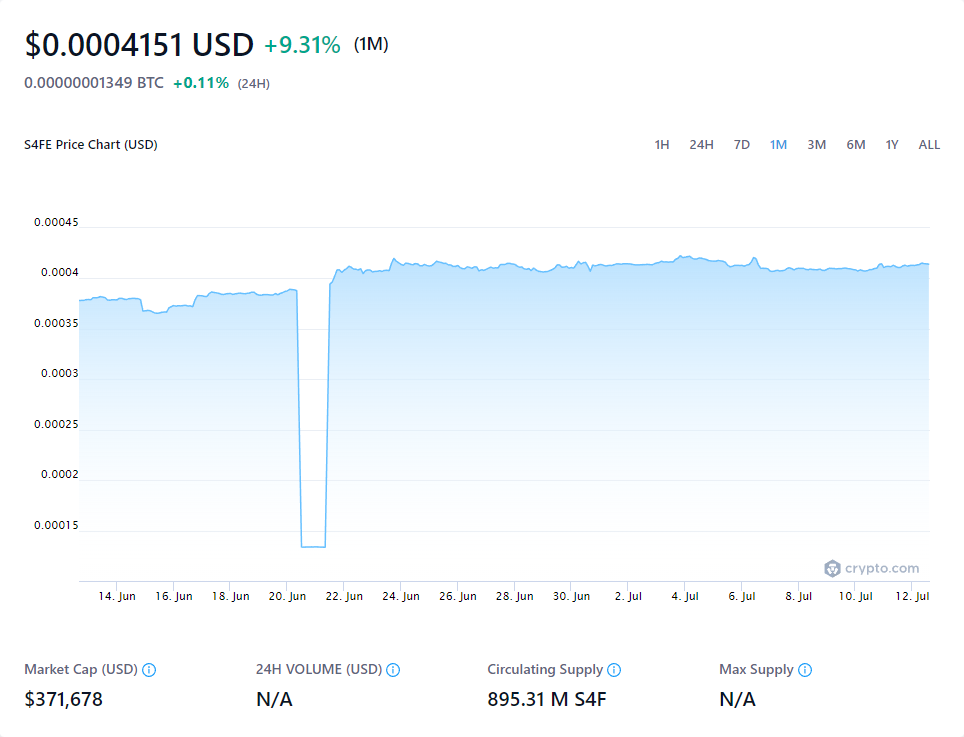 $0.0004151 USD +9.31% (1M)
0.00000001349 BTC +0.11% (24H)
S4FE Price Chart (USD) 1H 24H 7D 1M 3M 6M 1Y ALL
0.00045
0.0004
0.00035
0.0003
0.00025
0.0002
0.00015
crypto.com
14. Jun 16. Jun 18. Jun 20. Jun 22. Jun 24. Jun 26. Jun 28. Jun 30. Jun 2. Jul 4. Jul 6. Jul 8. Jul 10. Jul 12. Jul
Market Cap (USD) 24H VOLUME (USD) Circulating Supply Max Supply
$371,678 N/A 895.31 M S4F N/A